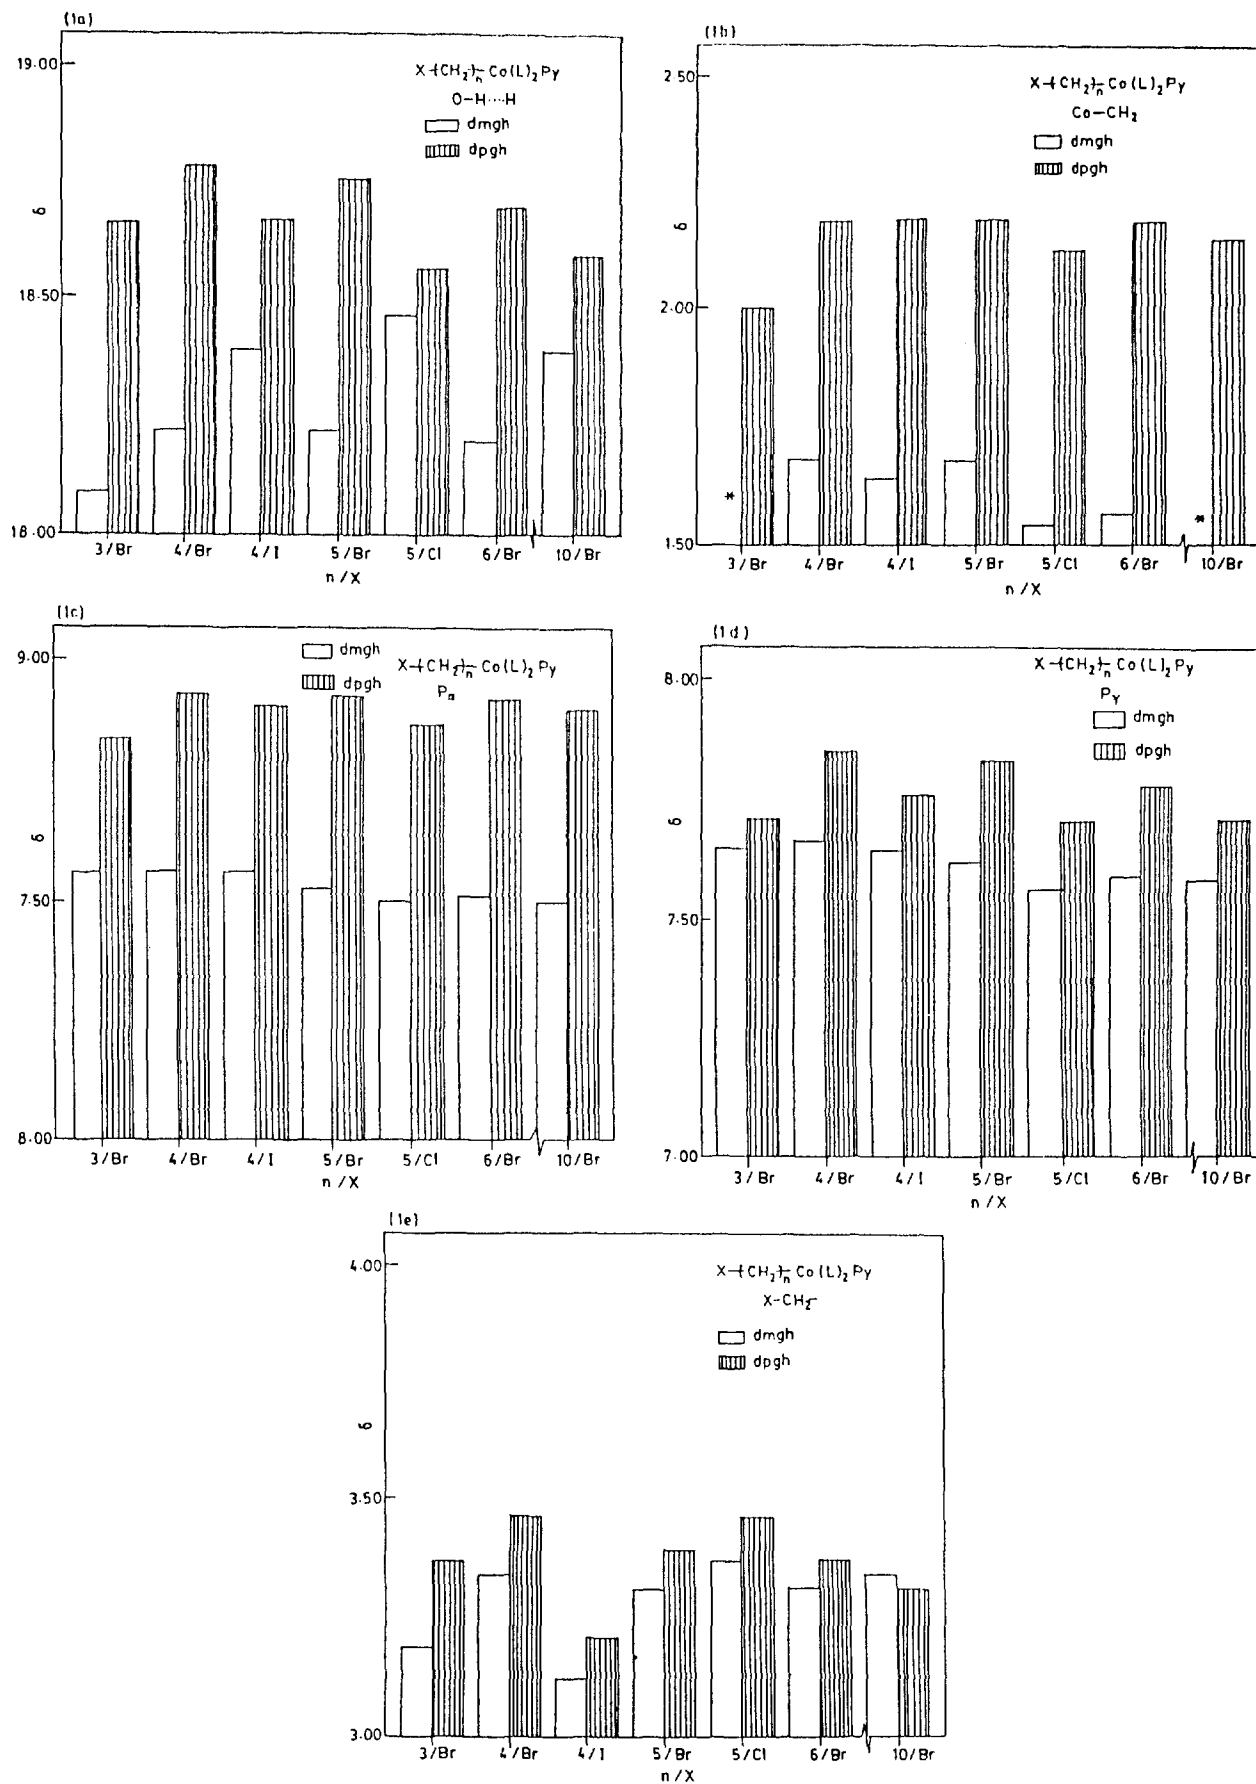 (1a)
19.00
18.50
18.00
δ
X-(CH2)n-Co(L)2Py
O-H...H
dmgh
dpgh
3/Br 4/Br 4/I 5/Br 5/Cl 6/Br 10/Br
n/X
(1b)
2.50
2.00
1.50
δ
X-(CH2)n-Co(L)2Py
Co-CH2
dmgh
dpgh
*
*
3/Br 4/Br 4/I 5/Br 5/Cl 6/Br 10/Br
n/X
(1c)
9.00
7.50
8.00
δ
dmgh
dpgh
X-(CH2)n-Co(L)2Py
Pα
3/Br 4/Br 4/I 5/Br 5/Cl 6/Br 10/Br
n/X
(1d)
8.00
7.50
7.00
δ
X-(CH2)n-Co(L)2Py
Pγ
dmgh
dpgh
3/Br 4/Br 4/I 5/Br 5/Cl 6/Br 10/Br
n/X
(1e)
4.00
3.50
3.00
δ
X-(CH2)n-Co(L)2Py
X-CH2-
dmgh
dpgh
3/Br 4/Br 4/I 5/Br 5/Cl 6/Br 10/Br
n/X